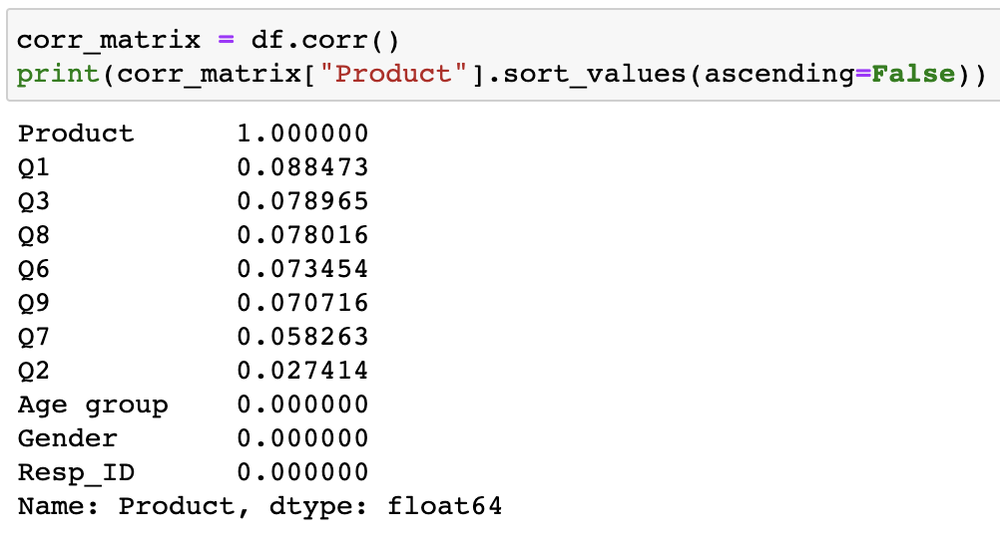 corr_matrix = df.corr()
print(corr_matrix["Product"].sort_values(ascending=False))
Product 1.000000
Q1 0.088473
Q3 0.078965
Q8 0.078016
Q6 0.073454
Q9 0.070716
Q7 0.058263
Q2 0.027414
Age group 0.000000
Gender 0.000000
Resp_ID 0.000000
Name: Product, dtype: float64